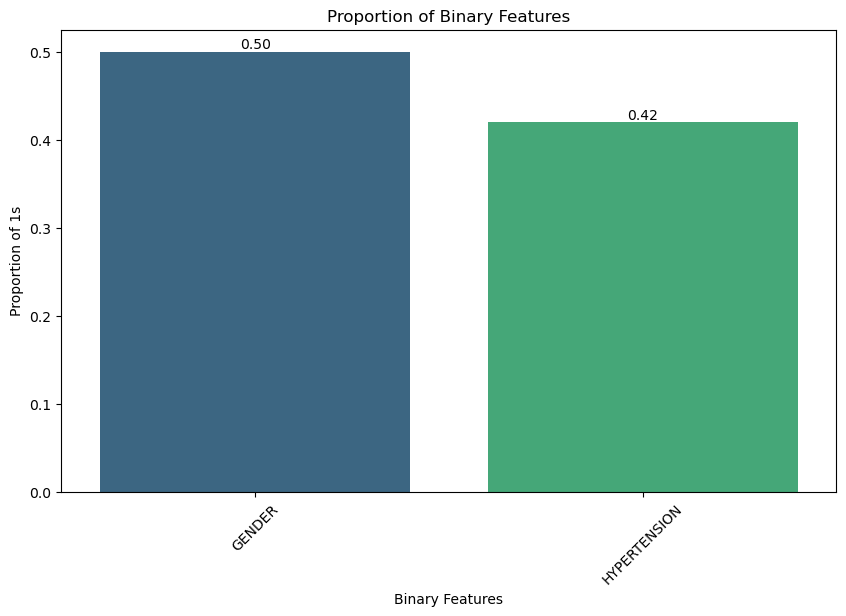 Proportion of Binary Features
0.50
0.42
0.5
0.4
0.3
0.2
0.1
0.0
Proportion of 1s
GENDER
HYPERTENSION
Binary Features